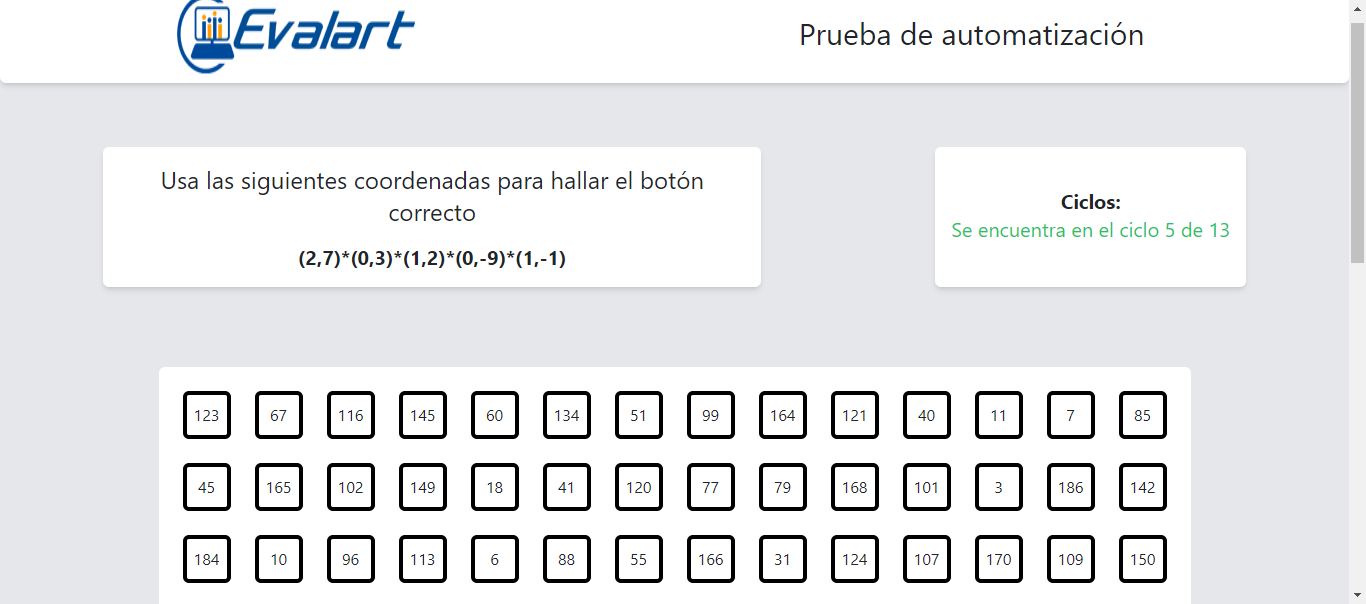 Evalart
Prueba de automatización
Usa las siguientes coordenadas para hallar el botón
correcto
(2,7)*(0,3)*(1,2)*(0,-9)*(1,-1)
Ciclos:
Se encuentra en el ciclo 5 de 13
123 67 116 145 60 134 51 99 164 121 40 11 7 85
45 165 102 149 18 41 120 77 79 168 101 3 186 142
184 10 96 113 6 88 55 166 31 124 107 170 109 150